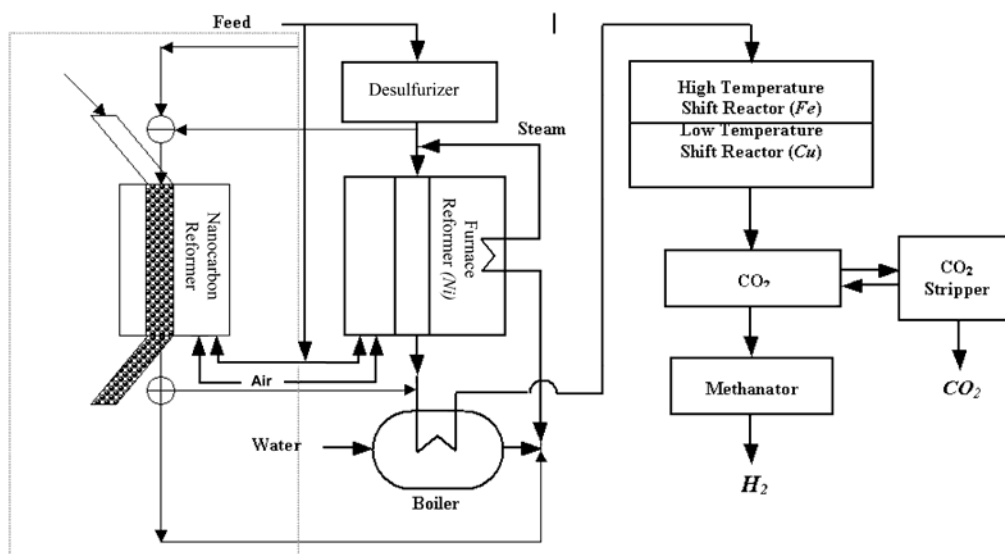 Feed
Desulfurizer
Steam
Nanocarbon
Reformer
Furnace
Reformer (Ni)
Air
Water
Boiler
High Temperature
Shift Reactor (Fe)
Low Temperature
Shift Reactor (Cu)
CO₂
CO₂
Stripper
CO₂
Methanator
H₂